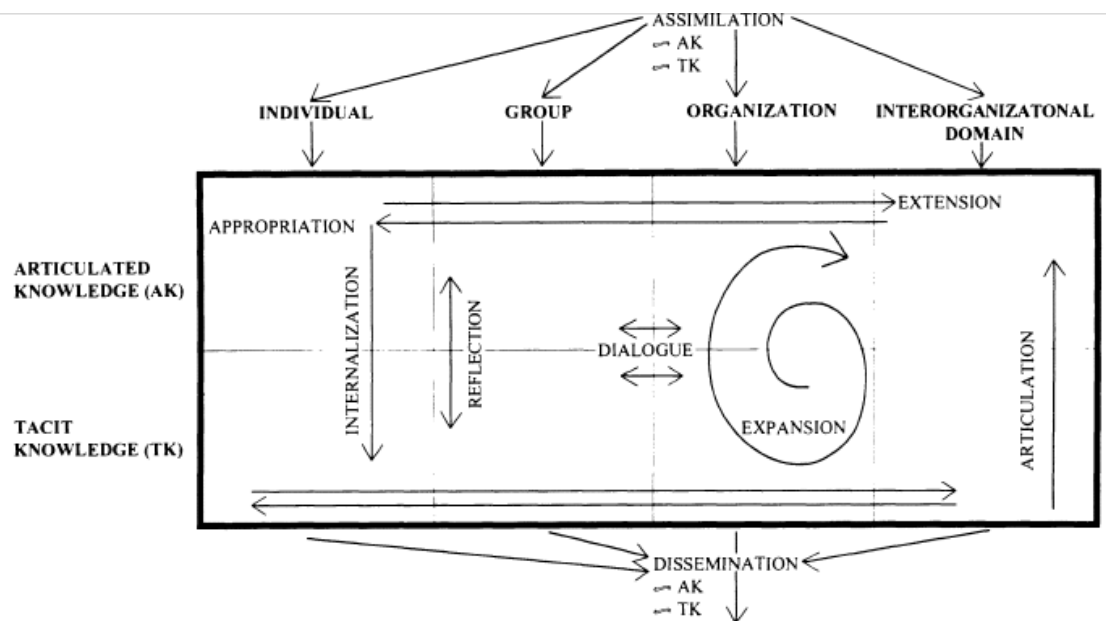 ASSIMILATION
AK
TK
INDIVIDUAL
GROUP
ORGANIZATION
INTERORGANIZATONAL
DOMAIN
APPROPRIATION
EXTENSION
ARTICULATED
KNOWLEDGE (AK)
INTERNALIZATION
REFLECTION
DIALOGUE
EXPANSION
ARTICULATION
TACIT
KNOWLEDGE (TK)
DISSEMINATION
AK
TK